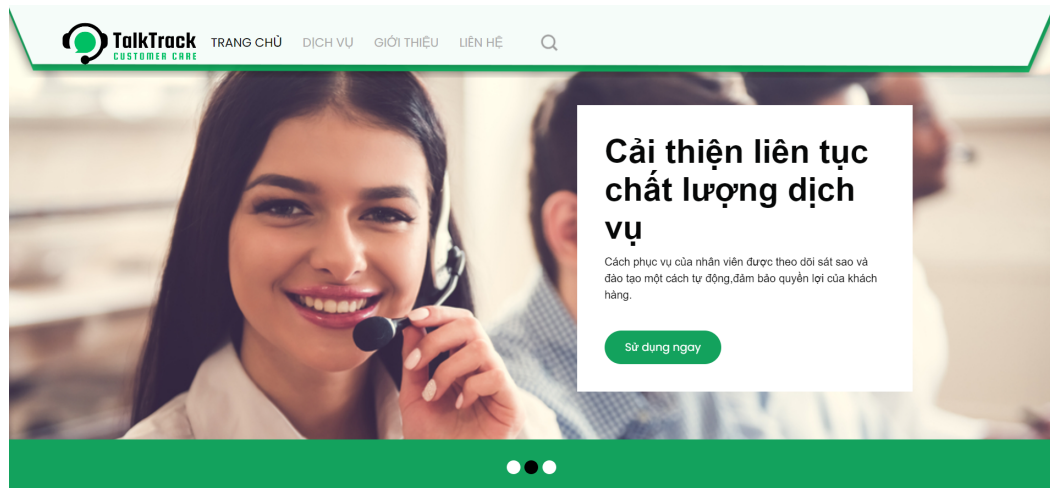 TalkTrack
CUSTOMER CARE
TRANG CHỦ
DỊCH VỤ
GIỚI THIỆU
LIÊN HỆ
Cải thiện liên tục
chất lượng dịch
vụ
Cách phục vụ của nhân viên được theo dõi sát sao và
đào tạo một cách tự động,đảm bảo quyền lợi của khách
hàng.
Sử dụng ngay